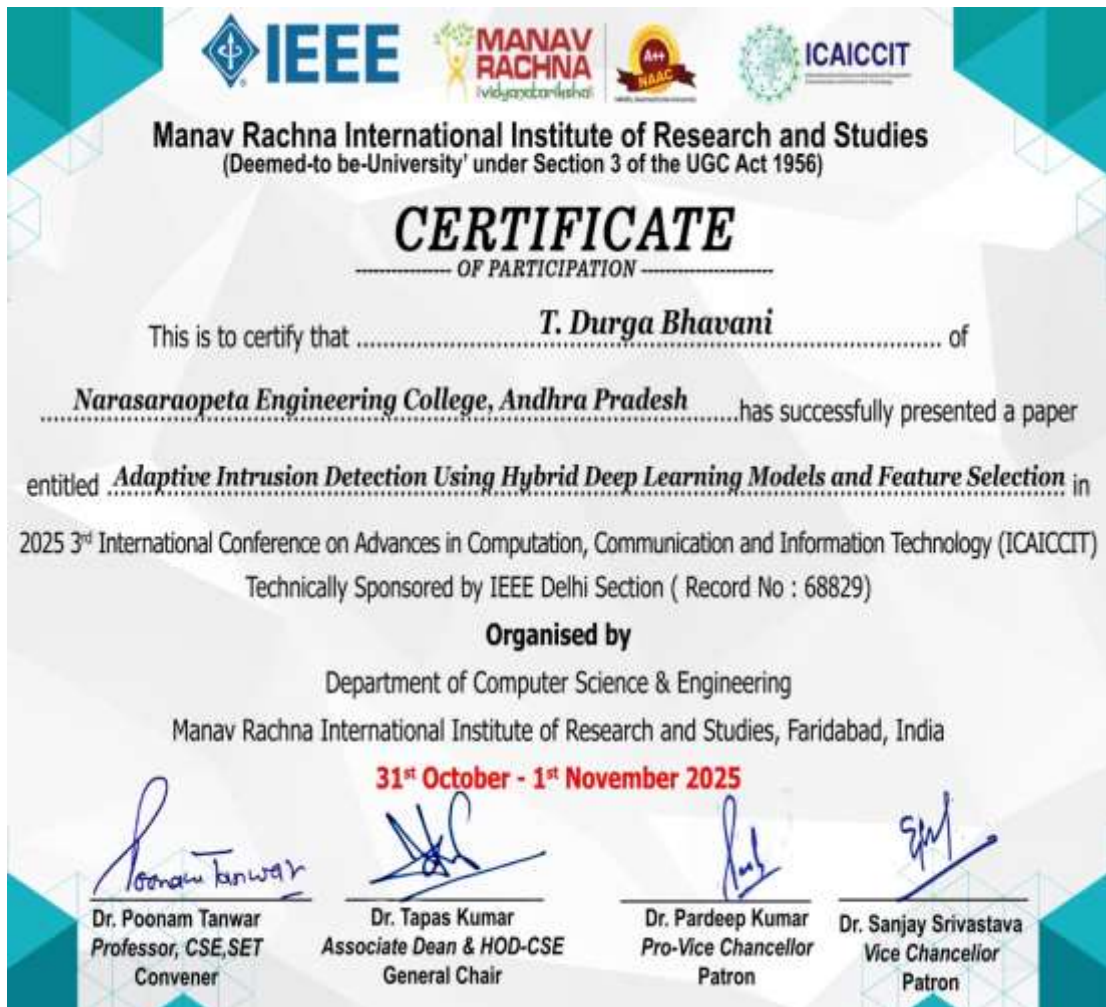 IEEE
MANAV
RACHNA
vidyanatariksha
A++
NAAC
ICAICCIT
Manav Rachna International Institute of Research and Studies
(Deemed-to be-University' under Section 3 of the UGC Act 1956)
CERTIFICATE
OF PARTICIPATION
This is to certify that T. Durga Bhavani of
Narasaraopeta Engineering College, Andhra Pradesh has successfully presented a paper
entitled Adaptive Intrusion Detection Using Hybrid Deep Learning Models and Feature Selection in
2025 3rd International Conference on Advances in Computation, Communication and Information Technology (ICAICCIT)
Technically Sponsored by IEEE Delhi Section ( Record No : 68829)
Organised by
Department of Computer Science & Engineering
Manav Rachna International Institute of Research and Studies, Faridabad, India
31st October - 1st November 2025
Poonam Tanwar
Dr. Poonam Tanwar
Professor, CSE,SET
Convener
Dr. Tapas Kumar
Associate Dean & HOD-CSE
General Chair
Dr. Pardeep Kumar
Pro-Vice Chancellor
Patron
Dr. Sanjay Srivastava
Vice Chancellor
Patron